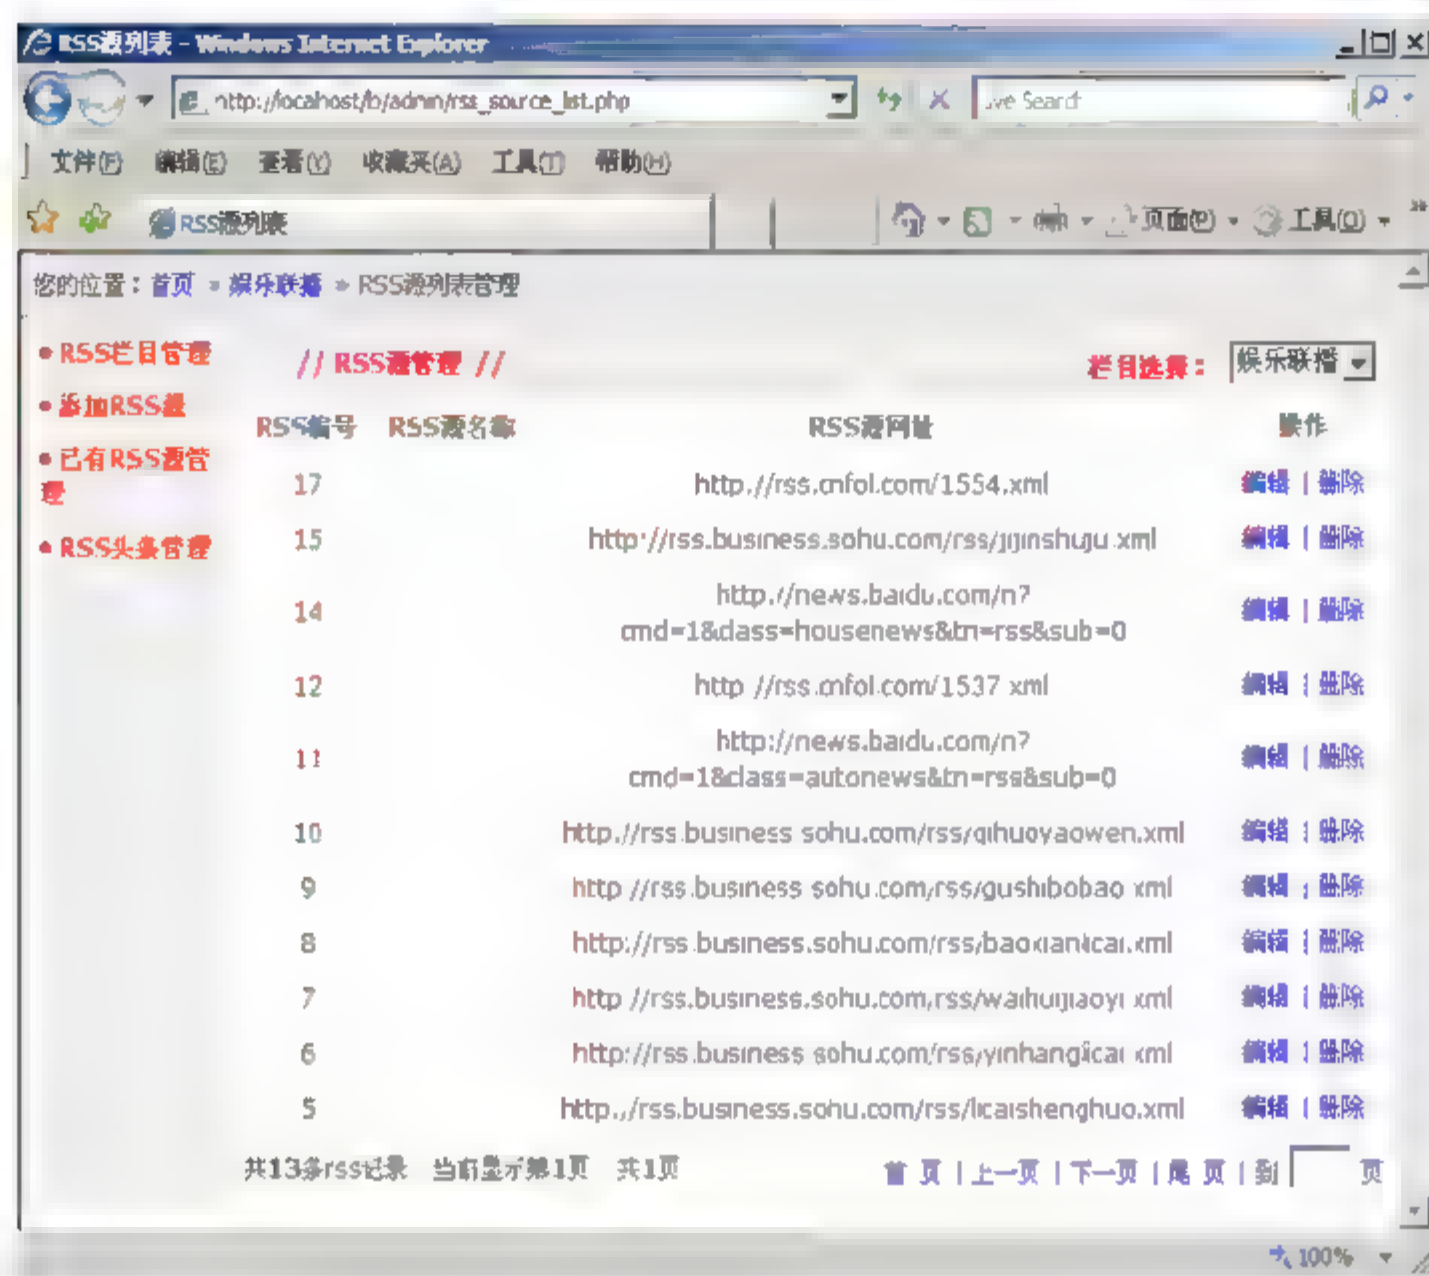 RSS源列表 - Windows Internet Explorer
http://localhost/b/admin/rss_source_list.php
Live Search
文件(F) 编辑(E) 查看(V) 收藏夹(A) 工具(T) 帮助(H)
RSS源列表
页面(P) 工具(O)
您的位置：首页 » 娱乐联播 » RSS源列表管理
• RSS栏目管理
• 添加RSS源
• 已有RSS源管
理
• RSS头条管理
// RSS源管理 //
栏目选择：
娱乐联播
RSS编号 RSS源名称 RSS源网址 操作
17 http://rss.cnfol.com/1554.xml 编辑 | 删除
15 http://rss.business.sohu.com/rss/jijinshuju.xml 编辑 | 删除
14 http://news.baidu.com/n?
cmd=1&class=housenews&tn=rss&sub=0 编辑 | 删除
12 http://rss.cnfol.com/1537.xml 编辑 | 删除
11 http://news.baidu.com/n?
cmd=1&class=autonews&tn=rss&sub=0 编辑 | 删除
10 http://rss.business.sohu.com/rss/qihuoyaowen.xml 编辑 | 删除
9 http://rss.business.sohu.com/rss/gushibobao.xml 编辑 | 删除
8 http://rss.business.sohu.com/rss/baoxianlicai.xml 编辑 | 删除
7 http://rss.business.sohu.com/rss/waihuijiaoyi.xml 编辑 | 删除
6 http://rss.business.sohu.com/rss/yinhanglicai.xml 编辑 | 删除
5 http://rss.business.sohu.com/rss/licaishenghuo.xml 编辑 | 删除
共13条rss记录 当前显示第1页 共1页 首 页 | 上一页 | 下一页 | 尾 页 | 到 页
100%